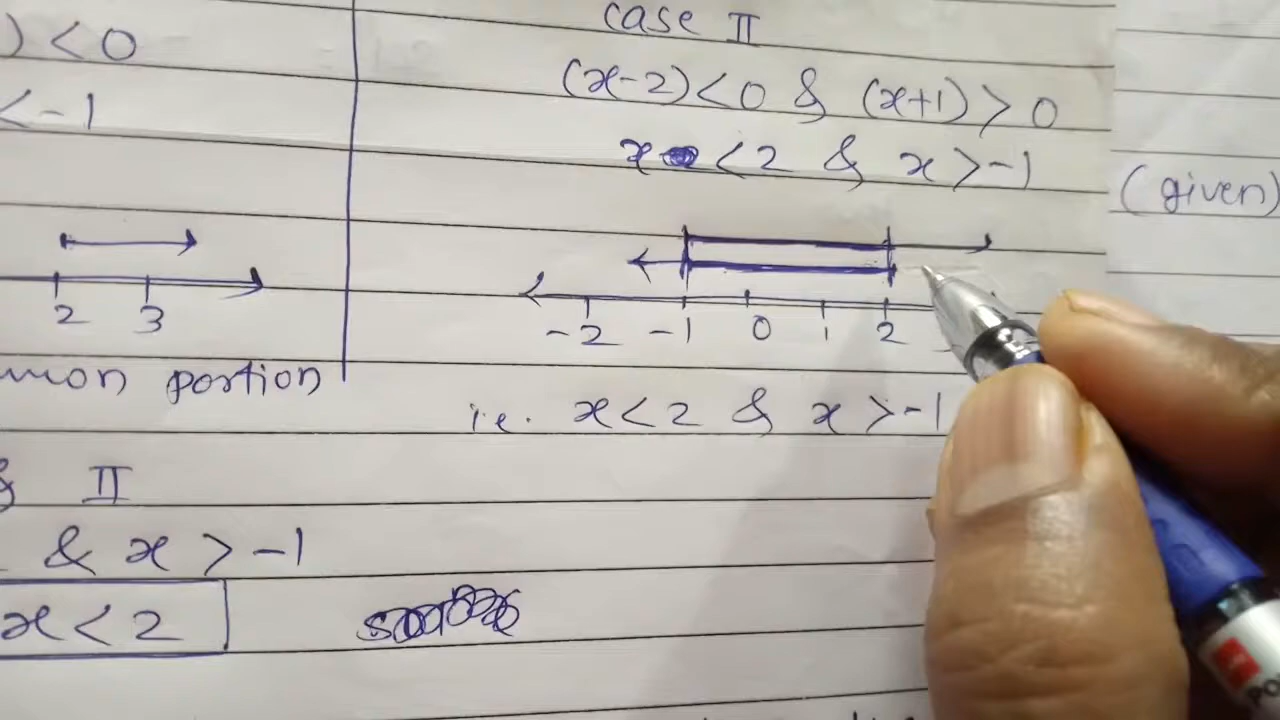 ) < 0
< -1
2 3
mon portion
& II
& x > -1
x < 2
case II
(x-2) < 0 & (x+1) > 0
x < 2 & x > -1
-2 -1 0 1 2
i.e. x < 2 & x > -1
(given)